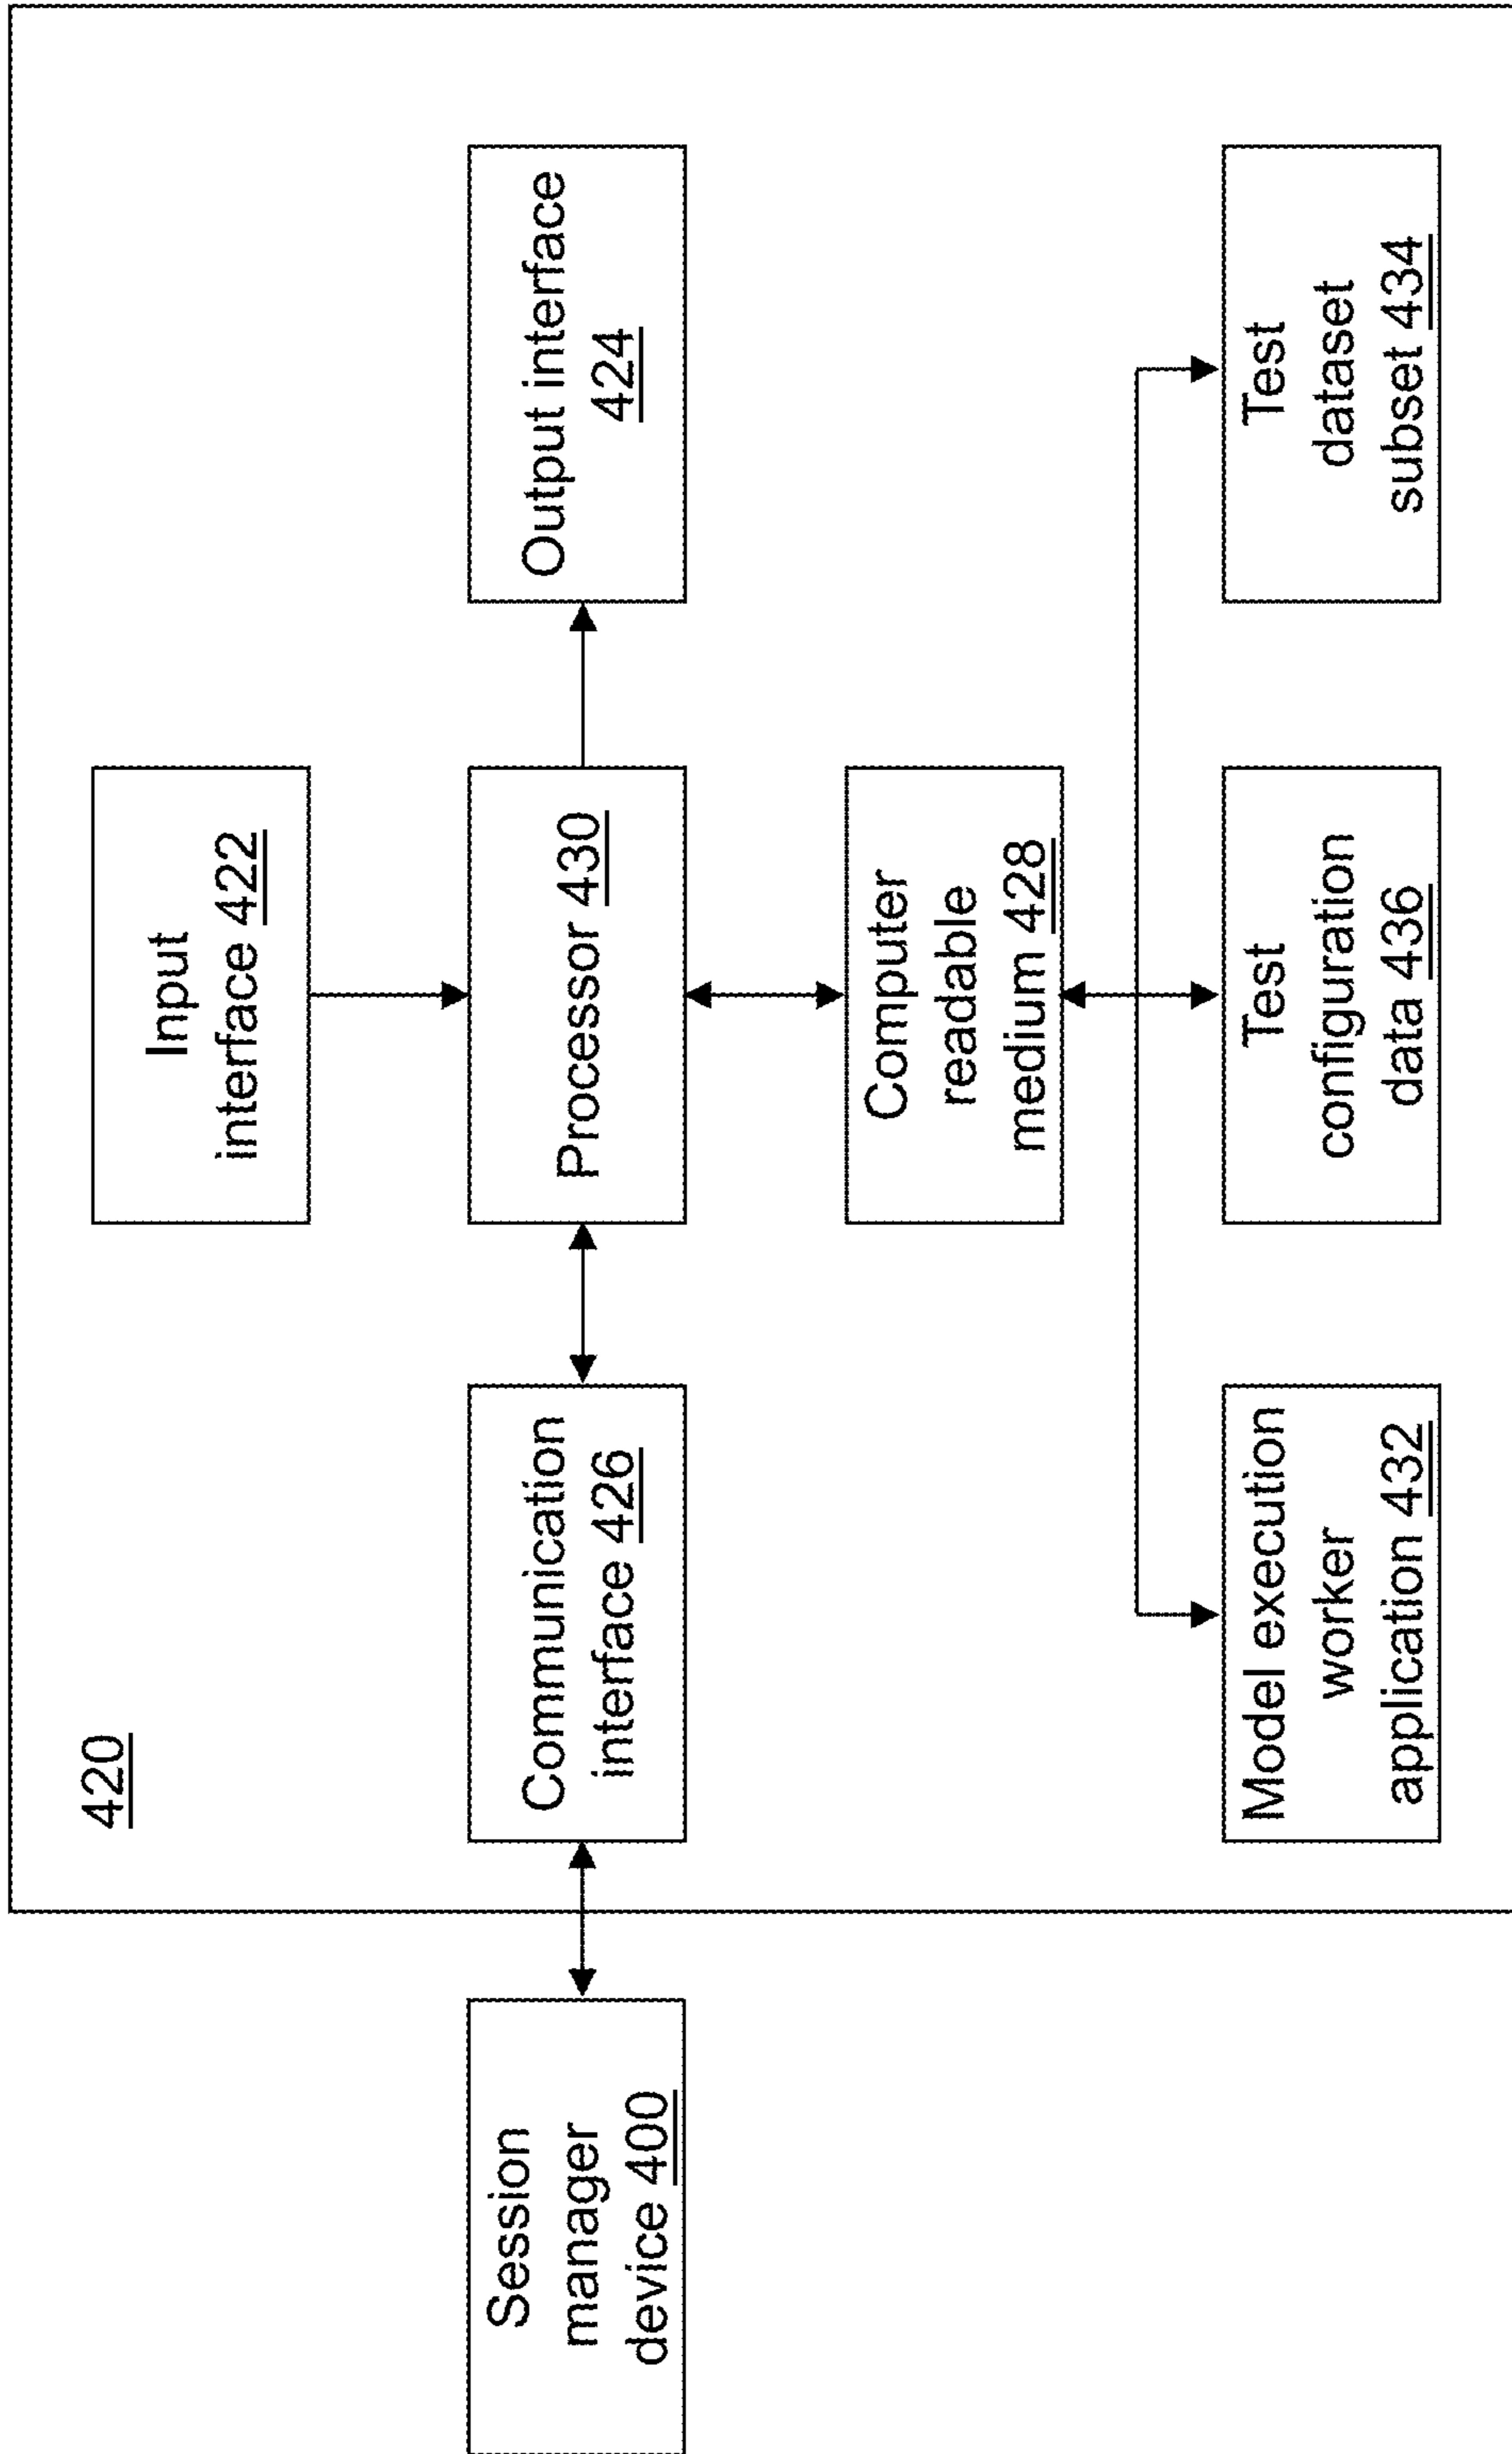 420
Input
interface 422
Session
manager
device 400
Communication
interface 426
Processor 430
Output interface
424
Computer
readable
medium 428
Model execution
worker
application 432
Test
configuration
data 436
Test
dataset
subset 434